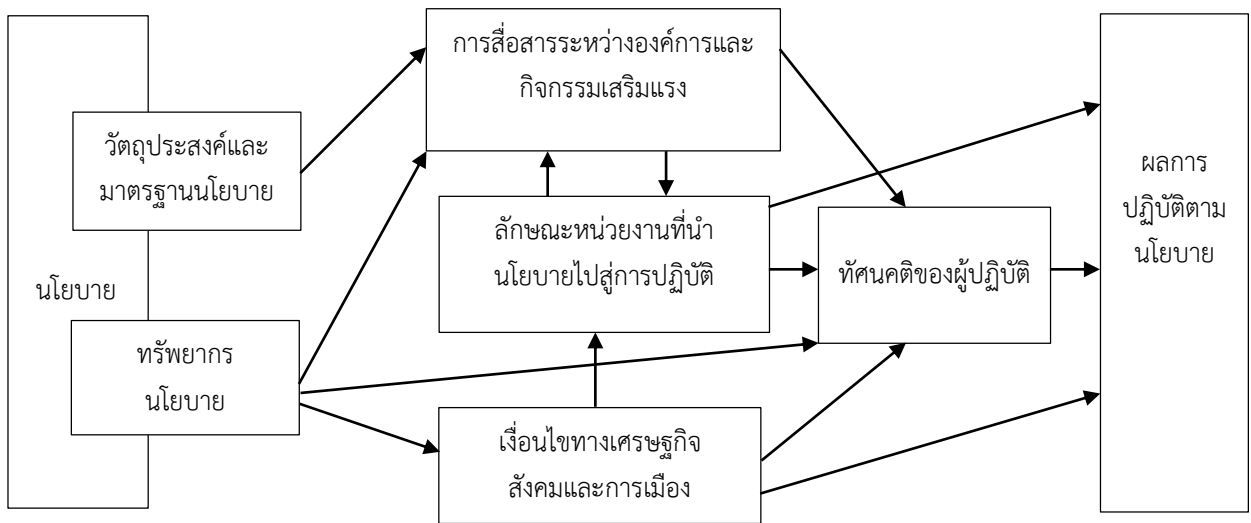 นโยบาย
วัตถุประสงค์และ
มาตรฐานนโยบาย
ทรัพยากร
นโยบาย
การสื่อสารระหว่างองค์การและ
กิจกรรมเสริมแรง
ลักษณะหน่วยงานที่นำ
นโยบายไปสู่การปฏิบัติ
เงื่อนไขทางเศรษฐกิจ
สังคมและการเมือง
ทัศนคติของผู้ปฏิบัติ
ผลการ
ปฏิบัติตาม
นโยบาย